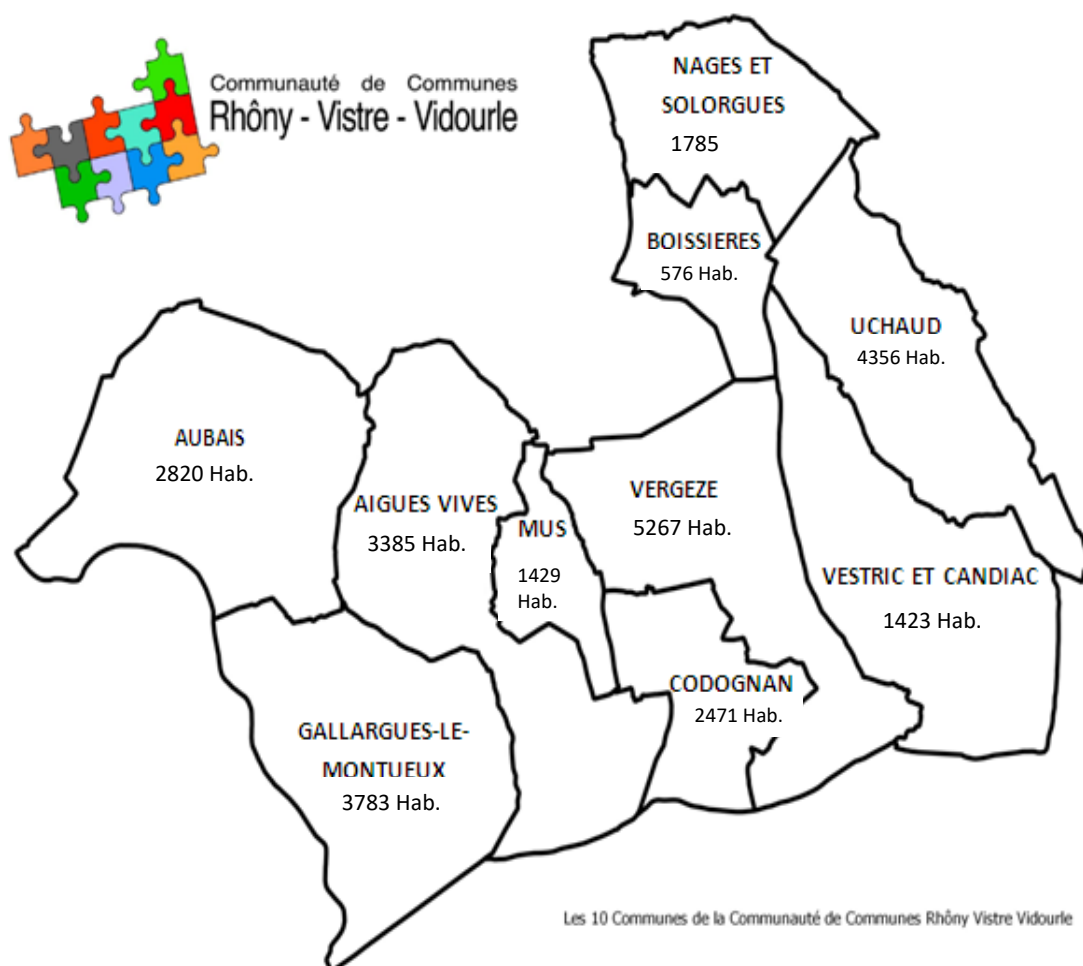 Communauté de Communes
Rhôny - Vistre - Vidourle
NAGES ET
SOLORGUES
1785
BOISSIERES
576 Hab.
UCHAUD
4356 Hab.
AUBAIS
2820 Hab.
AIGUES VIVES
3385 Hab.
MUS
1429
Hab.
VERGEZE
5267 Hab.
VESTRIC ET CANDIAC
1423 Hab.
CODOGNAN
2471 Hab.
GALLARGUES-LE-
MONTUEUX
3783 Hab.
Les 10 Communes de la Communauté de Communes Rhôny Vistre Vidourle